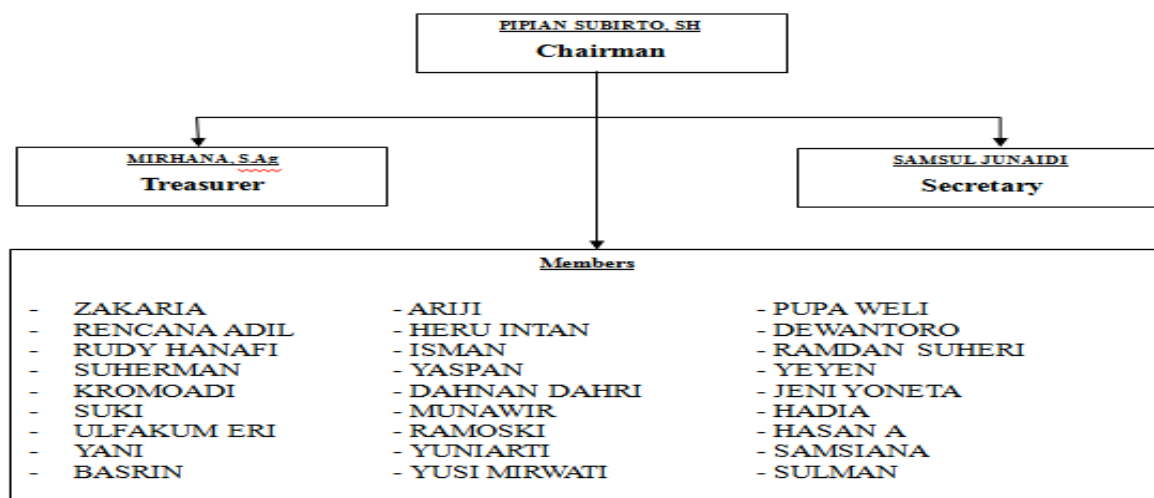 PIPIAN SUBIRTO, SH
Chairman
MIRHANA, S.Ag
Treasurer
SAMSUL JUNAIDI
Secretary
Members
- ZAKARIA - ARIJI - PUPA WELI
- RENCANA ADIL - HERU INTAN - DEWANTORO
- RUDY HANAFI - ISMAN - RAMDAN SUHERI
- SUHERMAN - YASPAN - YEYEN
- KROMOADI - DAHNAN DAHRI - JENI YONETA
- SUKI - MUNAWIR - HADIA
- ULFAKUM ERI - RAMOSKI - HASAN A
- YANI - YUNIARTI - SAMSIANA
- BASRIN - YUSI MIRWATI - SULMAN